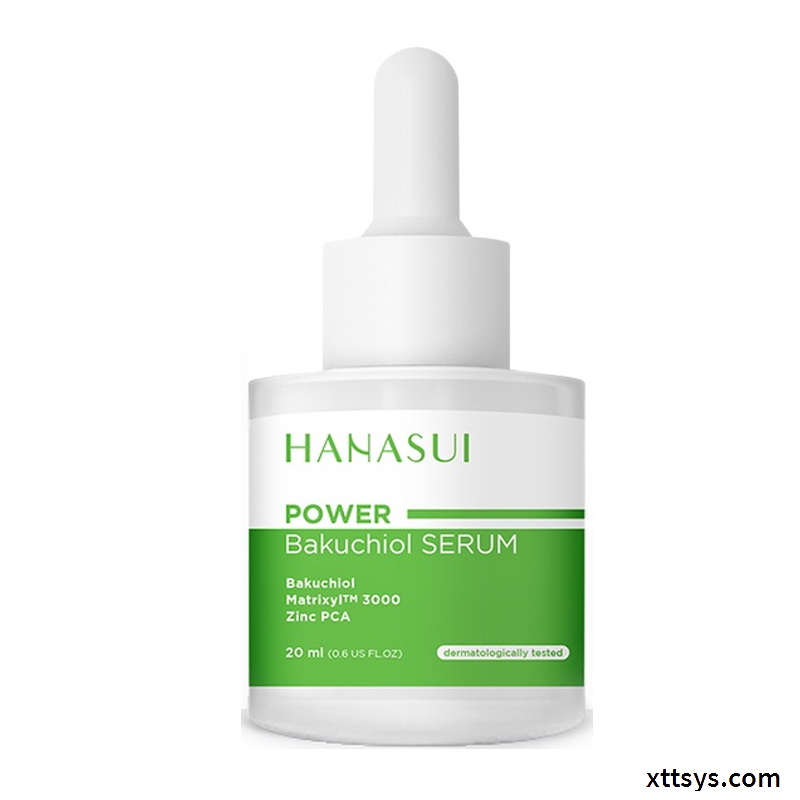 HANASUI
POWER
Bakuchiol SERUM
Bakuchiol
Matrixyl™ 3000
Zinc PCA
20 ml (0.6 US FL.OZ)
dermatologically tested
xttsys.com